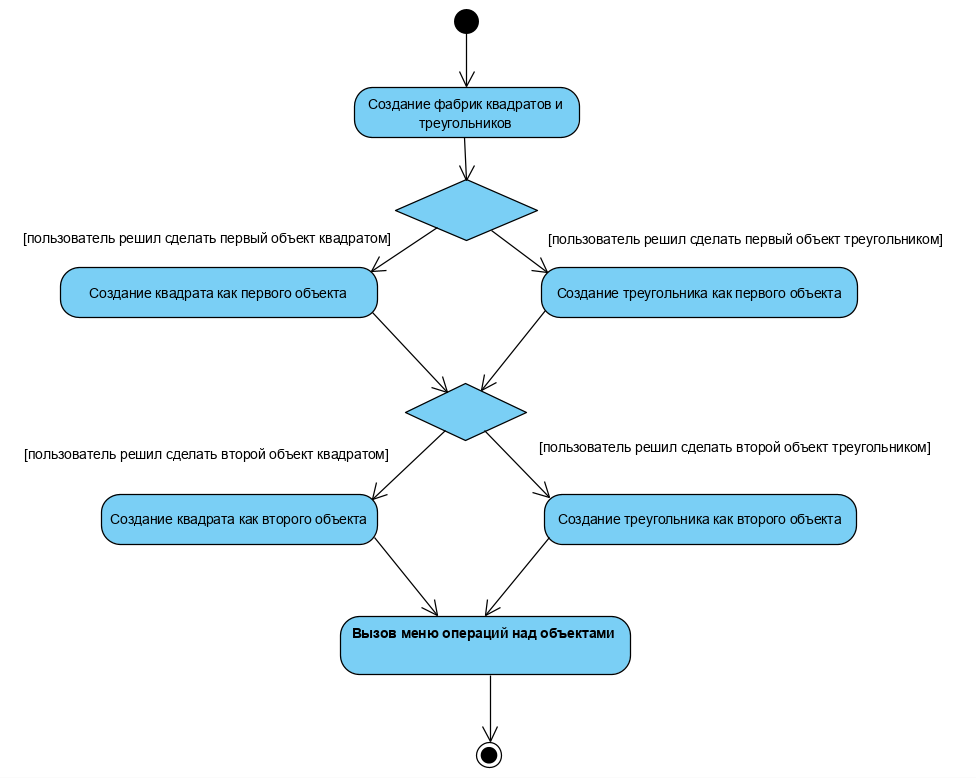 Создание фабрик квадратов и
треугольников
[пользователь решил сделать первый объект квадратом]
[пользователь решил сделать первый объект треугольником]
Создание квадрата как первого объекта
Создание треугольника как первого объекта
[пользователь решил сделать второй объект квадратом]
[пользователь решил сделать второй объект треугольником]
Создание квадрата как второго объекта
Создание треугольника как второго объекта
Вызов меню операций над объектами